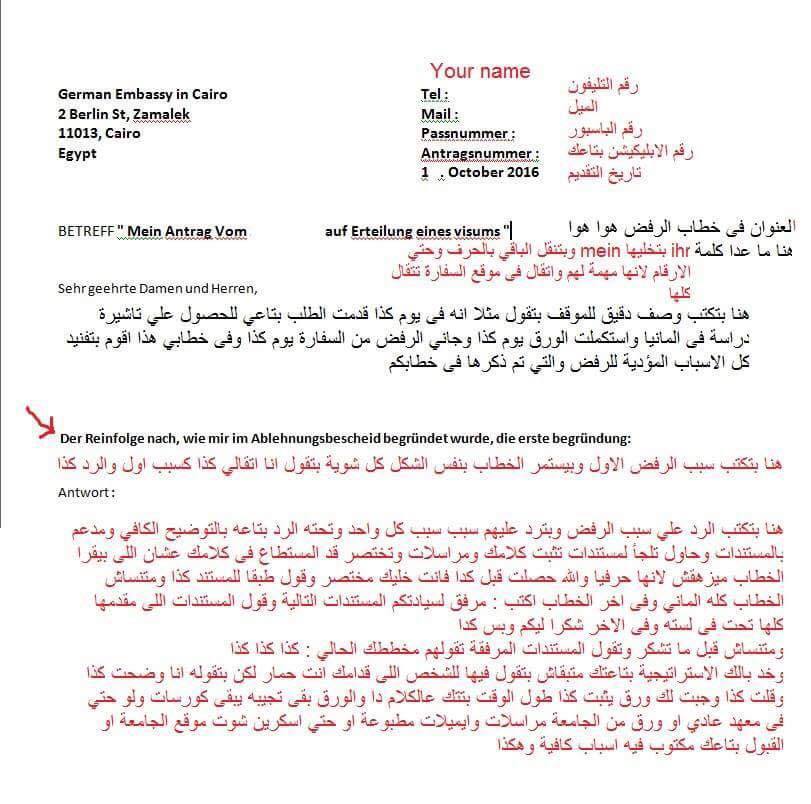 Your name
German Embassy in Cairo
2 Berlin St, Zamalek
11013, Cairo
Egypt
Tel :
Mail :
Passnummer :
Antragsnummer :
1 . October 2016
رقم التليفون
الميل
رقم الباسبور
رقم الابليكيشن بتاعك
تاريخ التقديم
BETREFF " Mein Antrag Vom auf Erteilung eines visums "
العنوان فى خطاب الرفض هوا هوا
هنا ما عدا كلمة ihr بتخليها mein وبتنقل الباقي بالحرف وحتي
الارقام لانها مهمة لهم واتقال فى موقع السفارة تتقال
كلها
Sehr geehrte Damen und Herren,
هنا بتكتب وصف دقيق للموقف بتقول مثلا انه فى يوم كذا قدمت الطلب بتاعي للحصول علي تاشيرة
دراسة فى المانيا واستكملت الورق يوم كذا وجاني الرفض من السفارة يوم كذا وفى خطابي هذا اقوم بتفنيد
كل الاسباب المؤدية للرفض والتي تم ذكرها فى خطابكم
Der Reinfolge nach, wie mir im Ablehnungsbescheid begründet wurde, die erste begründung:
هنا بتكتب سبب الرفض الاول وبيستمر الخطاب بنفس الشكل كل شوية بتقول انا اتقالي كذا كسبب اول والرد كذا
Antwort :
هنا بتكتب الرد علي سبب الرفض وبترد عليهم سبب سبب كل واحد وتحته الرد بتاعه بالتوضيح الكافي ومدعم
بالمستندات وحاول تلجأ لمستندات تثبت كلامك ومراسلات وتختصر قد المستطاع فى كلامك عشان اللى بيقرا
الخطاب ميزهقش لانها حرفيا والله حصلت قبل كدا فانت خليك مختصر وقول طبقا للمستند كذا ومتنساش
الخطاب كله الماني وفى اخر الخطاب اكتب : مرفق لسيادتكم المستندات التالية وقول المستندات اللى مقدمها
كلها تحت فى لسته وفى الاخر شكرا ليكم وبس كدا
ومتنساش قبل ما تشكر وتقول المستندات المرفقة تقولهم مخططك الحالي : كذا كذا كذا
وخد بالك الاستراتيجية بتاعتك متبقاش بتقول فيها للشخص اللى قدامك انت حمار لكن بتقوله انا وضحت كذا
وقلت كذا وجبت لك ورق يثبت كذا طول الوقت بتتك عالكلام دا والورق بقى تجيبه يبقى كورسات ولو حتي
فى معهد عادي او ورق من الجامعة مراسلات وايميلات مطبوعة او حتي اسكرين شوت موقع الجامعة او
القبول بتاعك مكتوب فيه اسباب كافية وهكذا